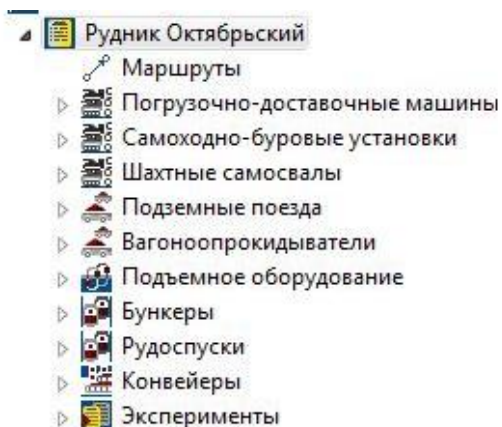 Рудник Октябрьский
Маршруты
Погрузочно-доставочные машины
Самоходно-буровые установки
Шахтные самосвалы
Подземные поезда
Вагоноопрокидыватели
Подъемное оборудование
Бункеры
Рудоспуски
Конвейеры
Эксперименты